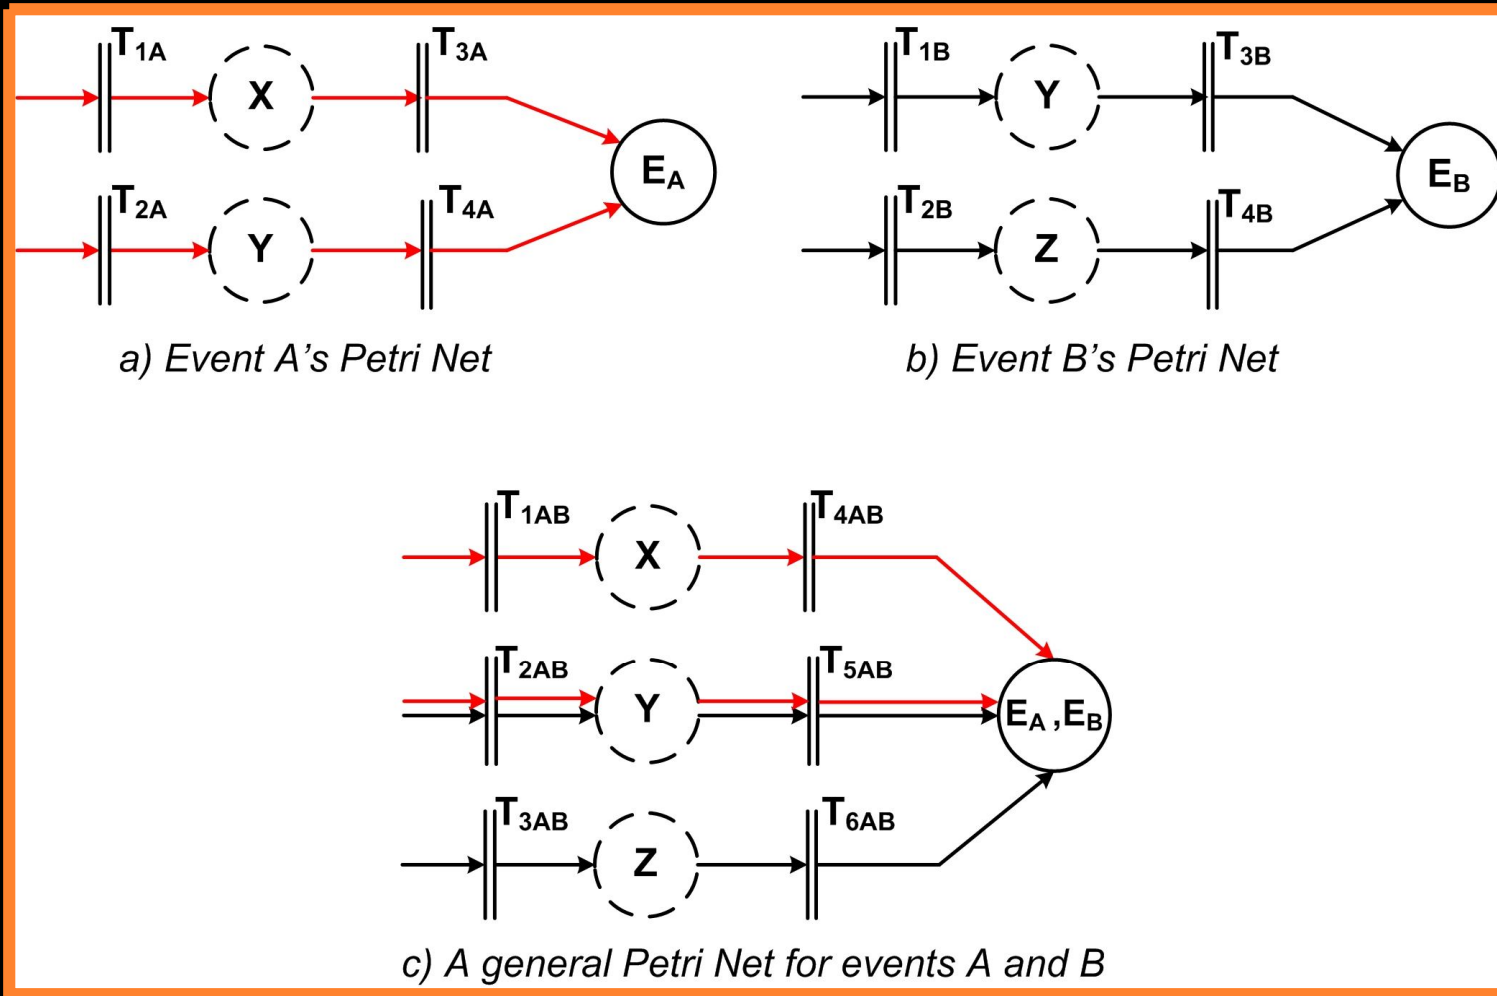 T1A T3A T1B T3B
X Y
EA EB
T2A T4A T2B T4B
Y Z
a) Event A's Petri Net b) Event B's Petri Net
T1AB T4AB
X
T2AB T5AB
Y EA ,EB
T3AB T6AB
Z
c) A general Petri Net for events A and B